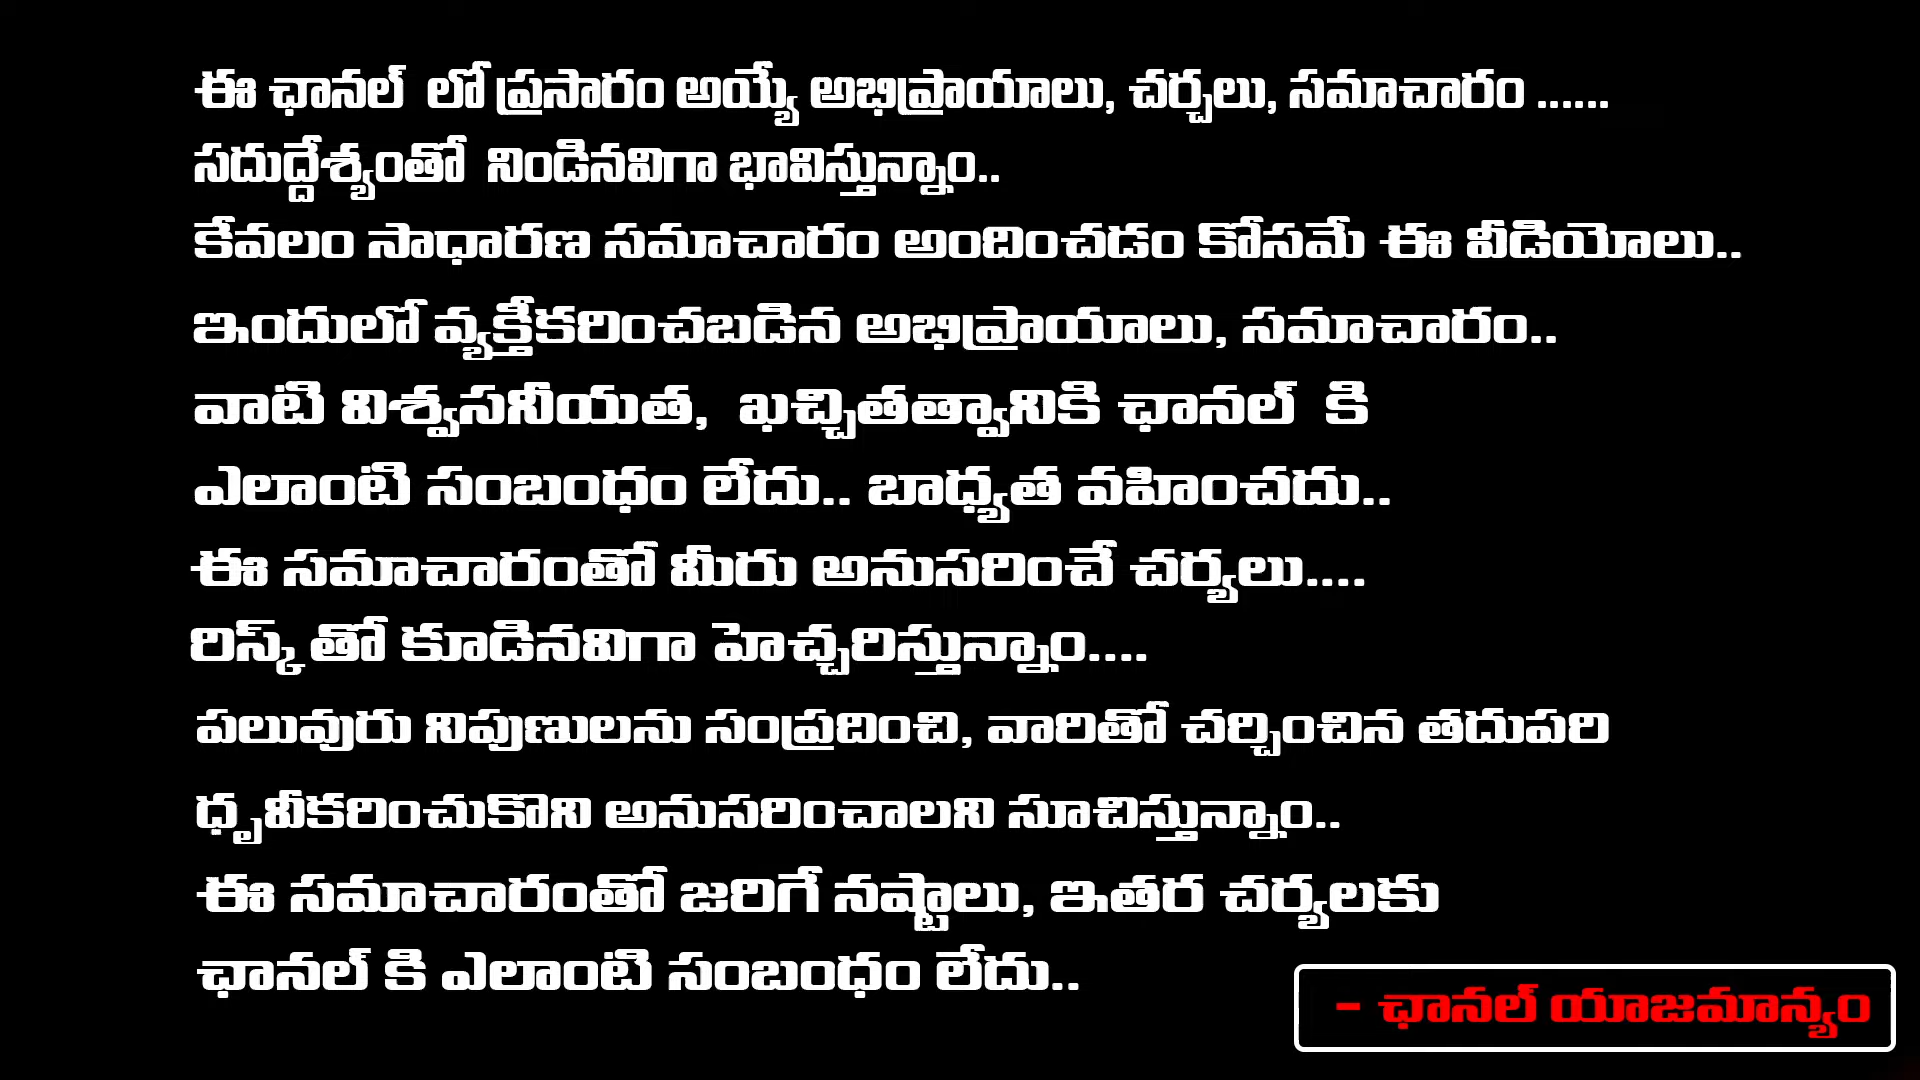 ఈ ఛానల్ లో ప్రసారం అయ్యే అభిప్రాయాలు, చర్చలు, సమాచారం ......
సదుద్దేశ్యంతో నిండినవిగా భావిస్తున్నాం..
కేవలం సాధారణ సమాచారం అందించడం కోసమే ఈ వీడియోలు..
ఇందులో వ్యక్తీకరించబడిన అభిప్రాయాలు, సమాచారం..
వాటి విశ్వసనీయత, ఖచ్చితత్వానికి ఛానల్ కి
ఎలాంటి సంబంధం లేదు.. బాధ్యత వహించదు..
ఈ సమాచారంతో మీరు అనుసరించే చర్యలు....
రిస్క్ తో కూడినవిగా హెచ్చరిస్తున్నాం....
పలువురు నిపుణులను సంప్రదించి, వారితో చర్చించిన తదుపరి
ధృవీకరించుకొని అనుసరించాలని సూచిస్తున్నాం..
ఈ సమాచారంతో జరిగే నష్టాలు, ఇతర చర్యలకు
ఛానల్ కి ఎలాంటి సంబంధం లేదు..
- ఛానల్ యాజమాన్యం